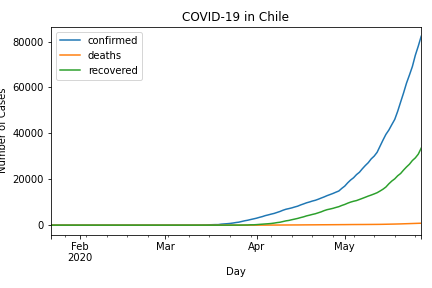 COVID-19 in Chile
confirmed
deaths
recovered
80000
60000
40000
20000
0
Number of Cases
Feb
2020
Mar
Apr
May
Day